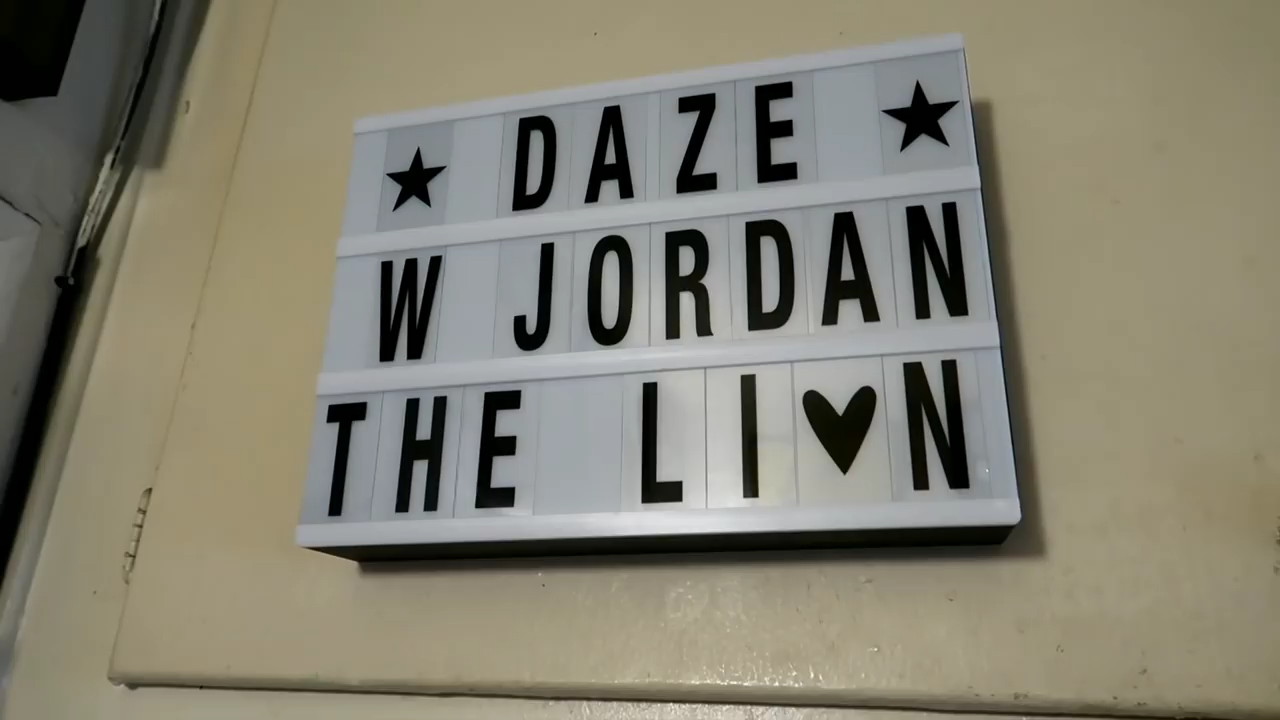 ★ DAZE ★
W JORDAN
THE LI♥N